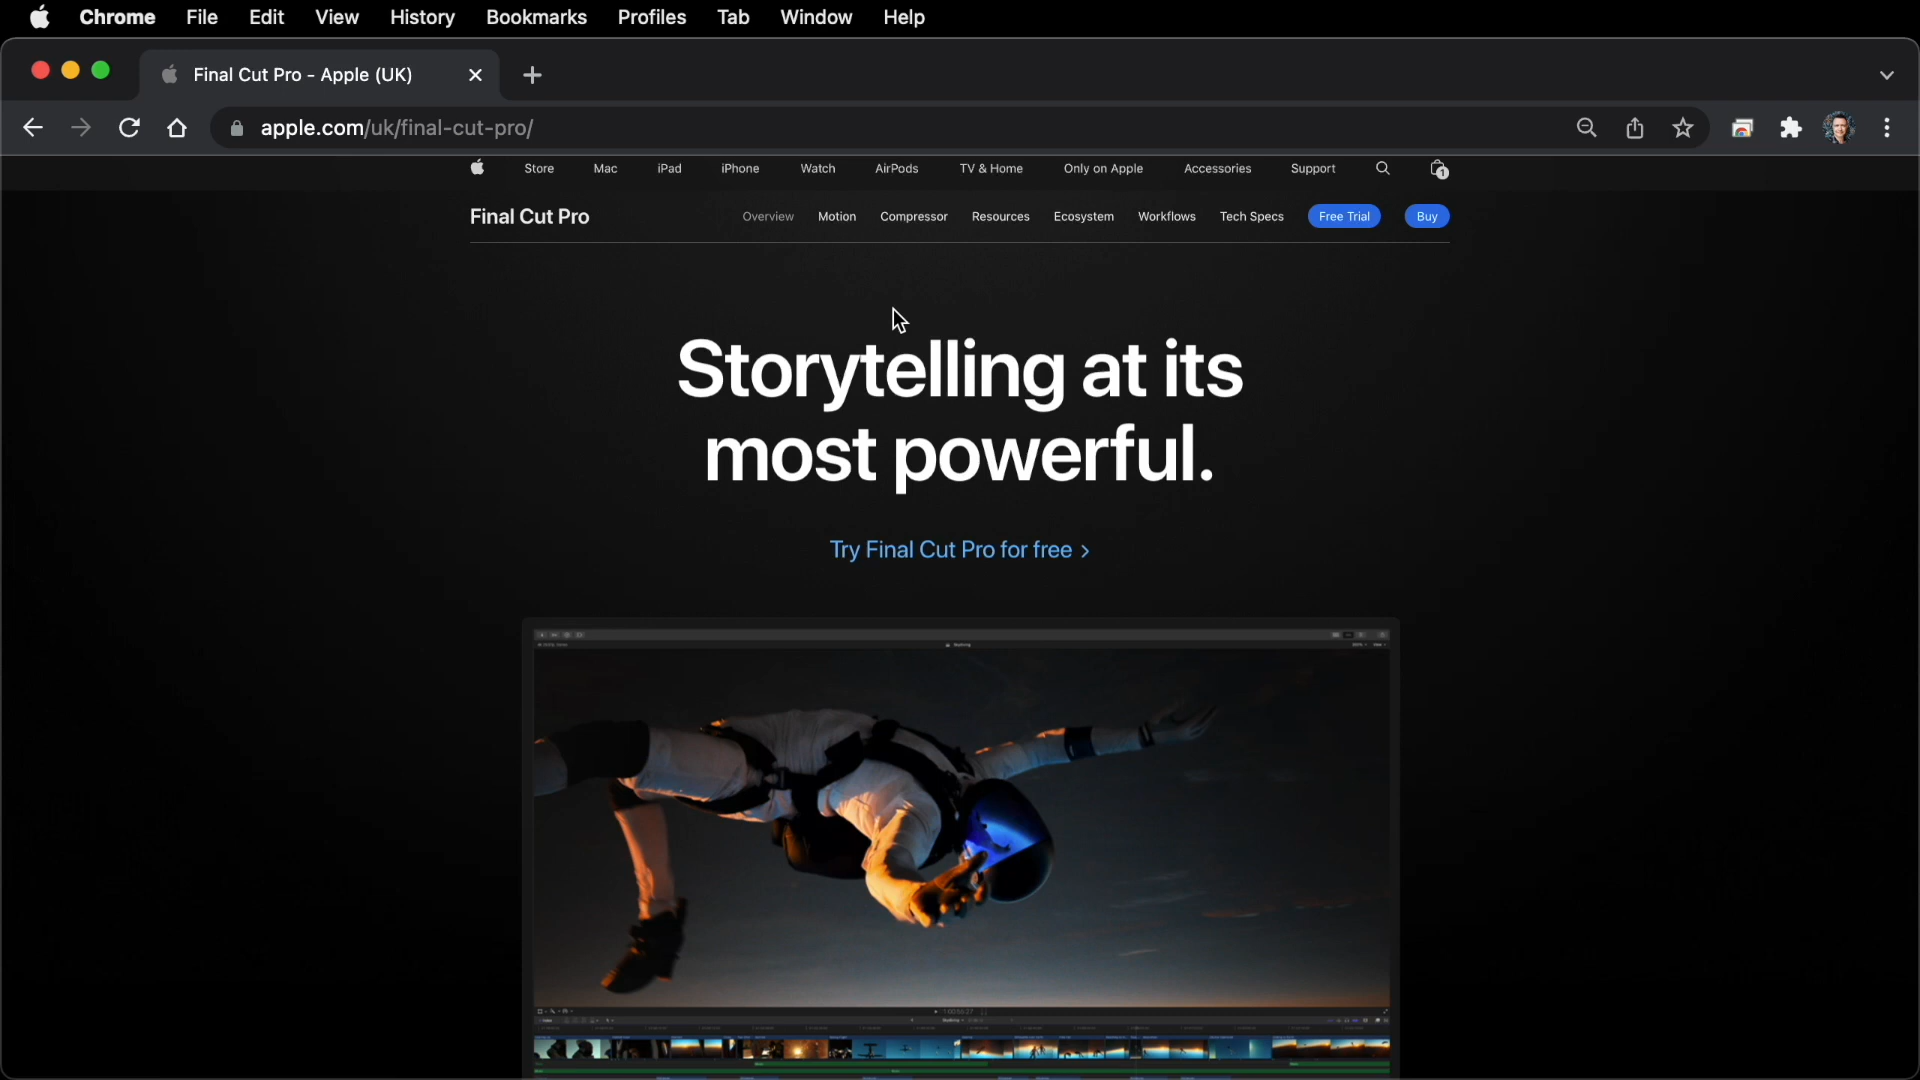 Chrome File Edit View History Bookmarks Profiles Tab Window Help
Final Cut Pro - Apple (UK)
apple.com/uk/final-cut-pro/
Store Mac iPad iPhone Watch AirPods TV & Home Only on Apple Accessories Support 1
Final Cut Pro Overview Motion Compressor Resources Ecosystem Workflows Tech Specs Free Trial Buy
Storytelling at its
most powerful.
Try Final Cut Pro for free >